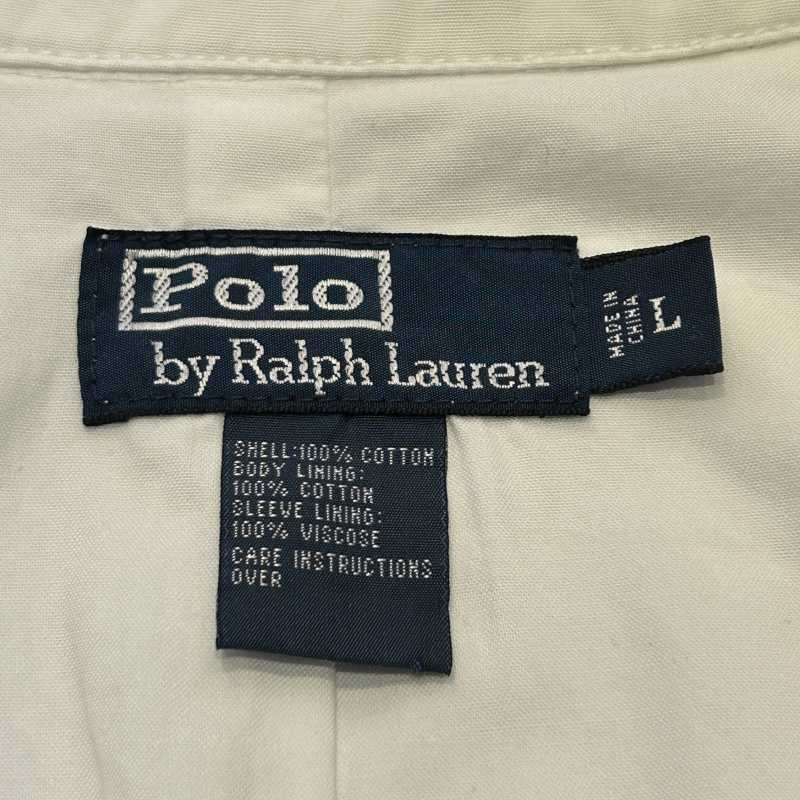 Polo
by Ralph Lauren
MADE IN
CHINA
L
SHELL:100% COTTON
BODY LINING:
100% COTTON
SLEEVE LINING:
100% VISCOSE
CARE INSTRUCTIONS
OVER